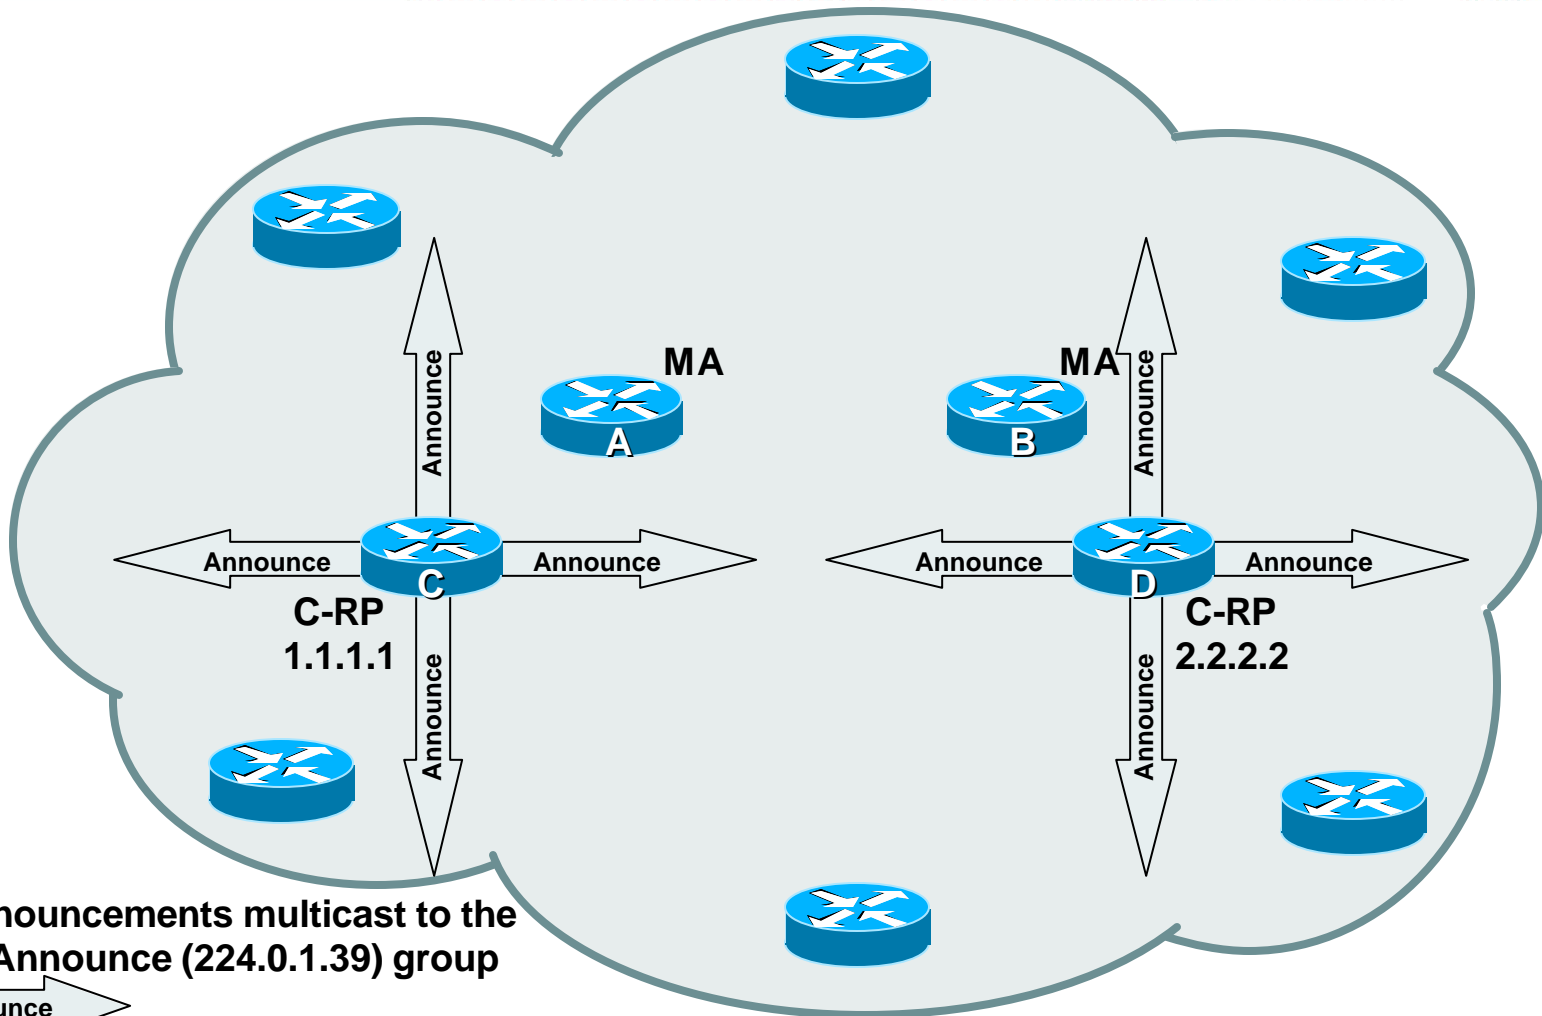 MA
MA
Announce
Announce
A
B
Announce
Announce
Announce
Announce
C
D
C-RP
1.1.1.1
C-RP
2.2.2.2
Announce
Announce
nouncements multicast to the
Announce (224.0.1.39) group
unce